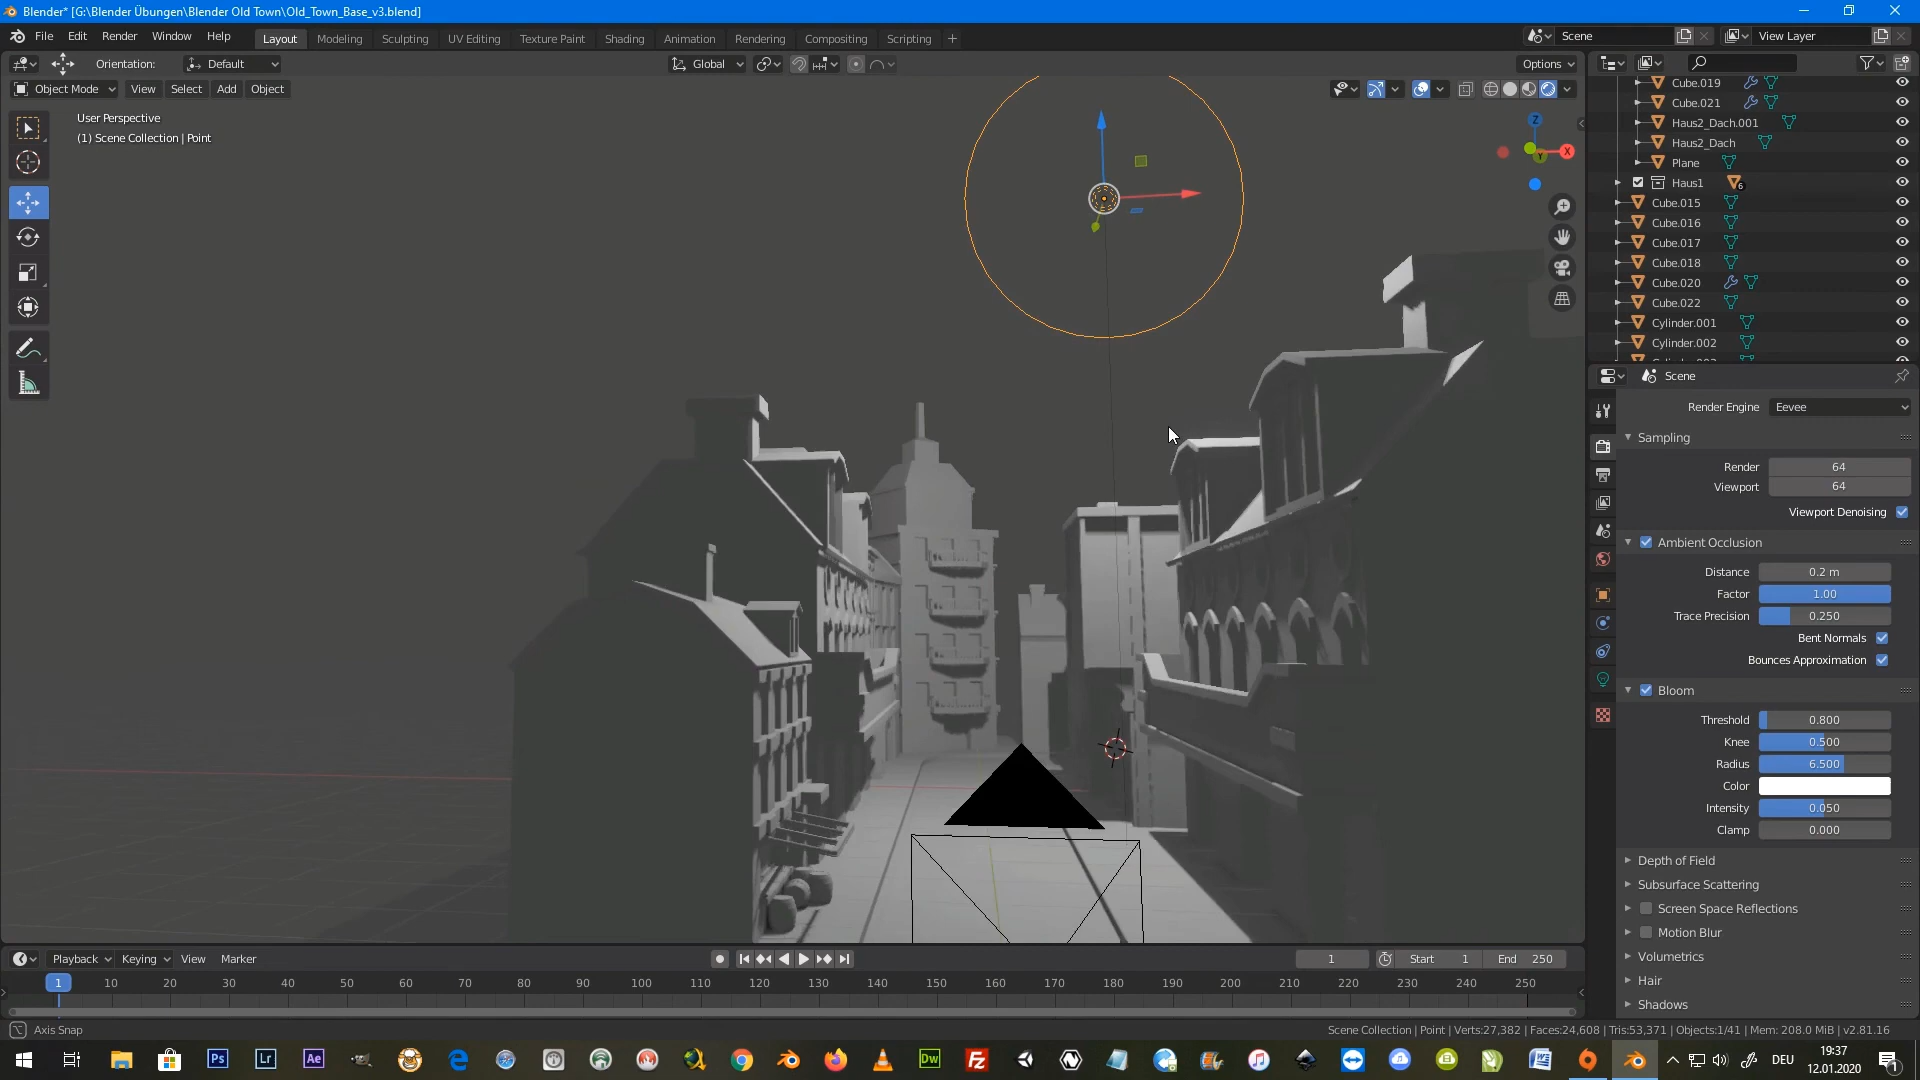 Blender* [G:\Blender Übungen\Blender Old Town\Old_Town_Base_v3.blend]
File Edit Render Window Help
Layout Modeling Sculpting UV Editing Texture Paint Shading Animation Rendering Compositing Scripting +
Scene
View Layer
Orientation: Default
Global
Options
Object Mode View Select Add Object
User Perspective
(1) Scene Collection | Point
Z
X
Y
Cube.019
Cube.021
Haus2_Dach.001
Haus2_Dach
Plane
Haus1 6
Cube.015
Cube.016
Cube.017
Cube.018
Cube.020
Cube.022
Cylinder.001
Cylinder.002
Scene
Render Engine Eevee
Sampling
Render 64
Viewport 64
Viewport Denoising
Ambient Occlusion
Distance 0.2 m
Factor 1.00
Trace Precision 0.250
Bent Normals
Bounces Approximation
Bloom
Threshold 0.800
Knee 0.500
Radius 6.500
Color
Intensity 0.050
Clamp 0.000
Depth of Field
Subsurface Scattering
Screen Space Reflections
Motion Blur
Volumetrics
Hair
Shadows
Playback Keying View Marker
1 Start 1 End 250
1 10 20 30 40 50 60 70 80 90 100 110 120 130 140 150 160 170 180 190 200 210 220 230 240 250
Axis Snap
Scene Collection | Point | Verts:27,382 | Faces:24,608 | Tris:53,371 | Objects:1/41 | Mem: 208.0 MiB | v2.81.16
Ps Lr Ae Dw
DEU
19:37
12.01.2020
1